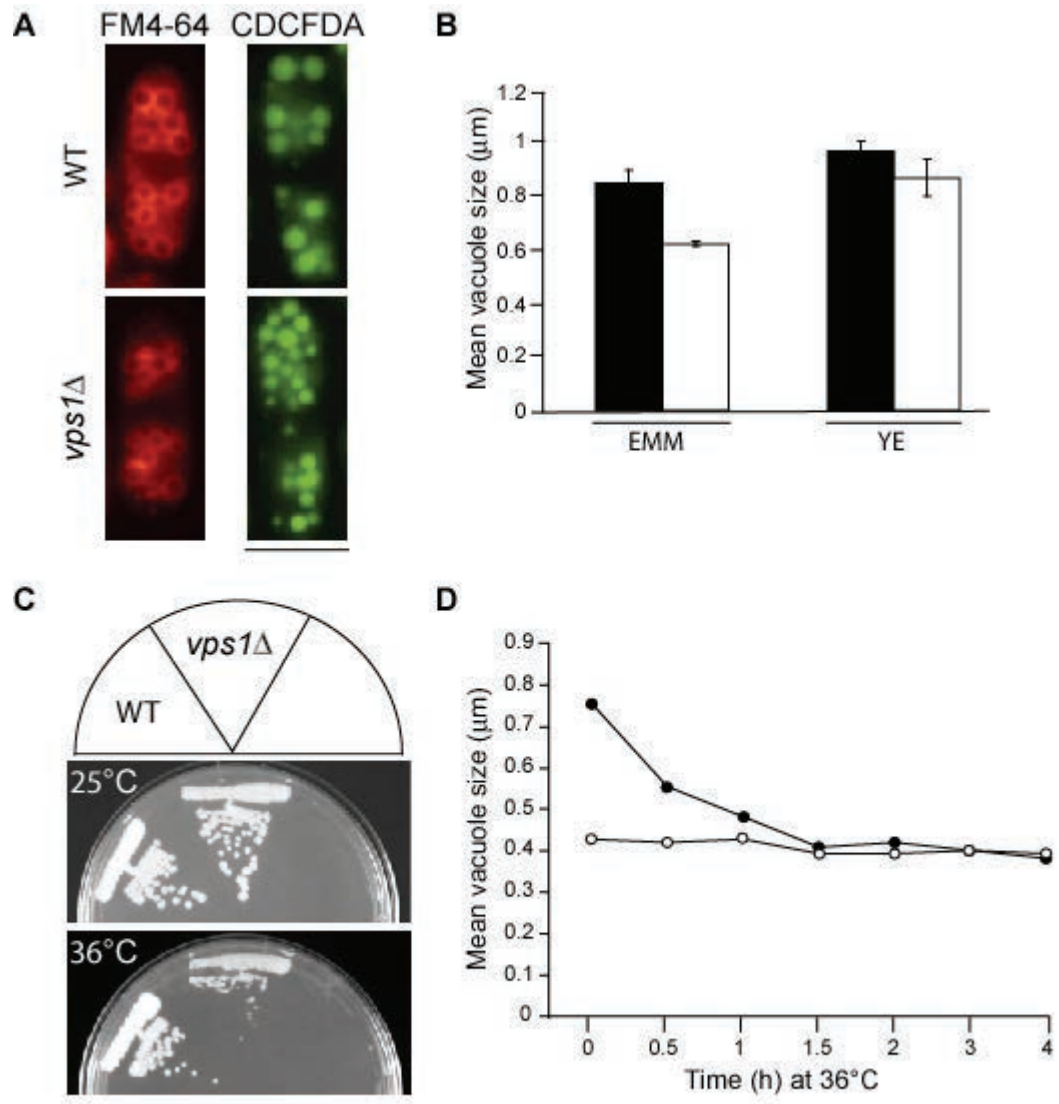 A
FM4-64 CDCFDA
WT
vps1Δ
B
Mean vacuole size (µm)
1.2
1
0.8
0.6
0.4
0.2
0
EMM YE
C
vps1Δ
WT
25°C
36°C
D
Mean vacuole size (µm)
0.9
0.8
0.7
0.6
0.5
0.4
0.3
0.4
0.1
0
0 0.5 1 1.5 2 3 4
Time (h) at 36°C